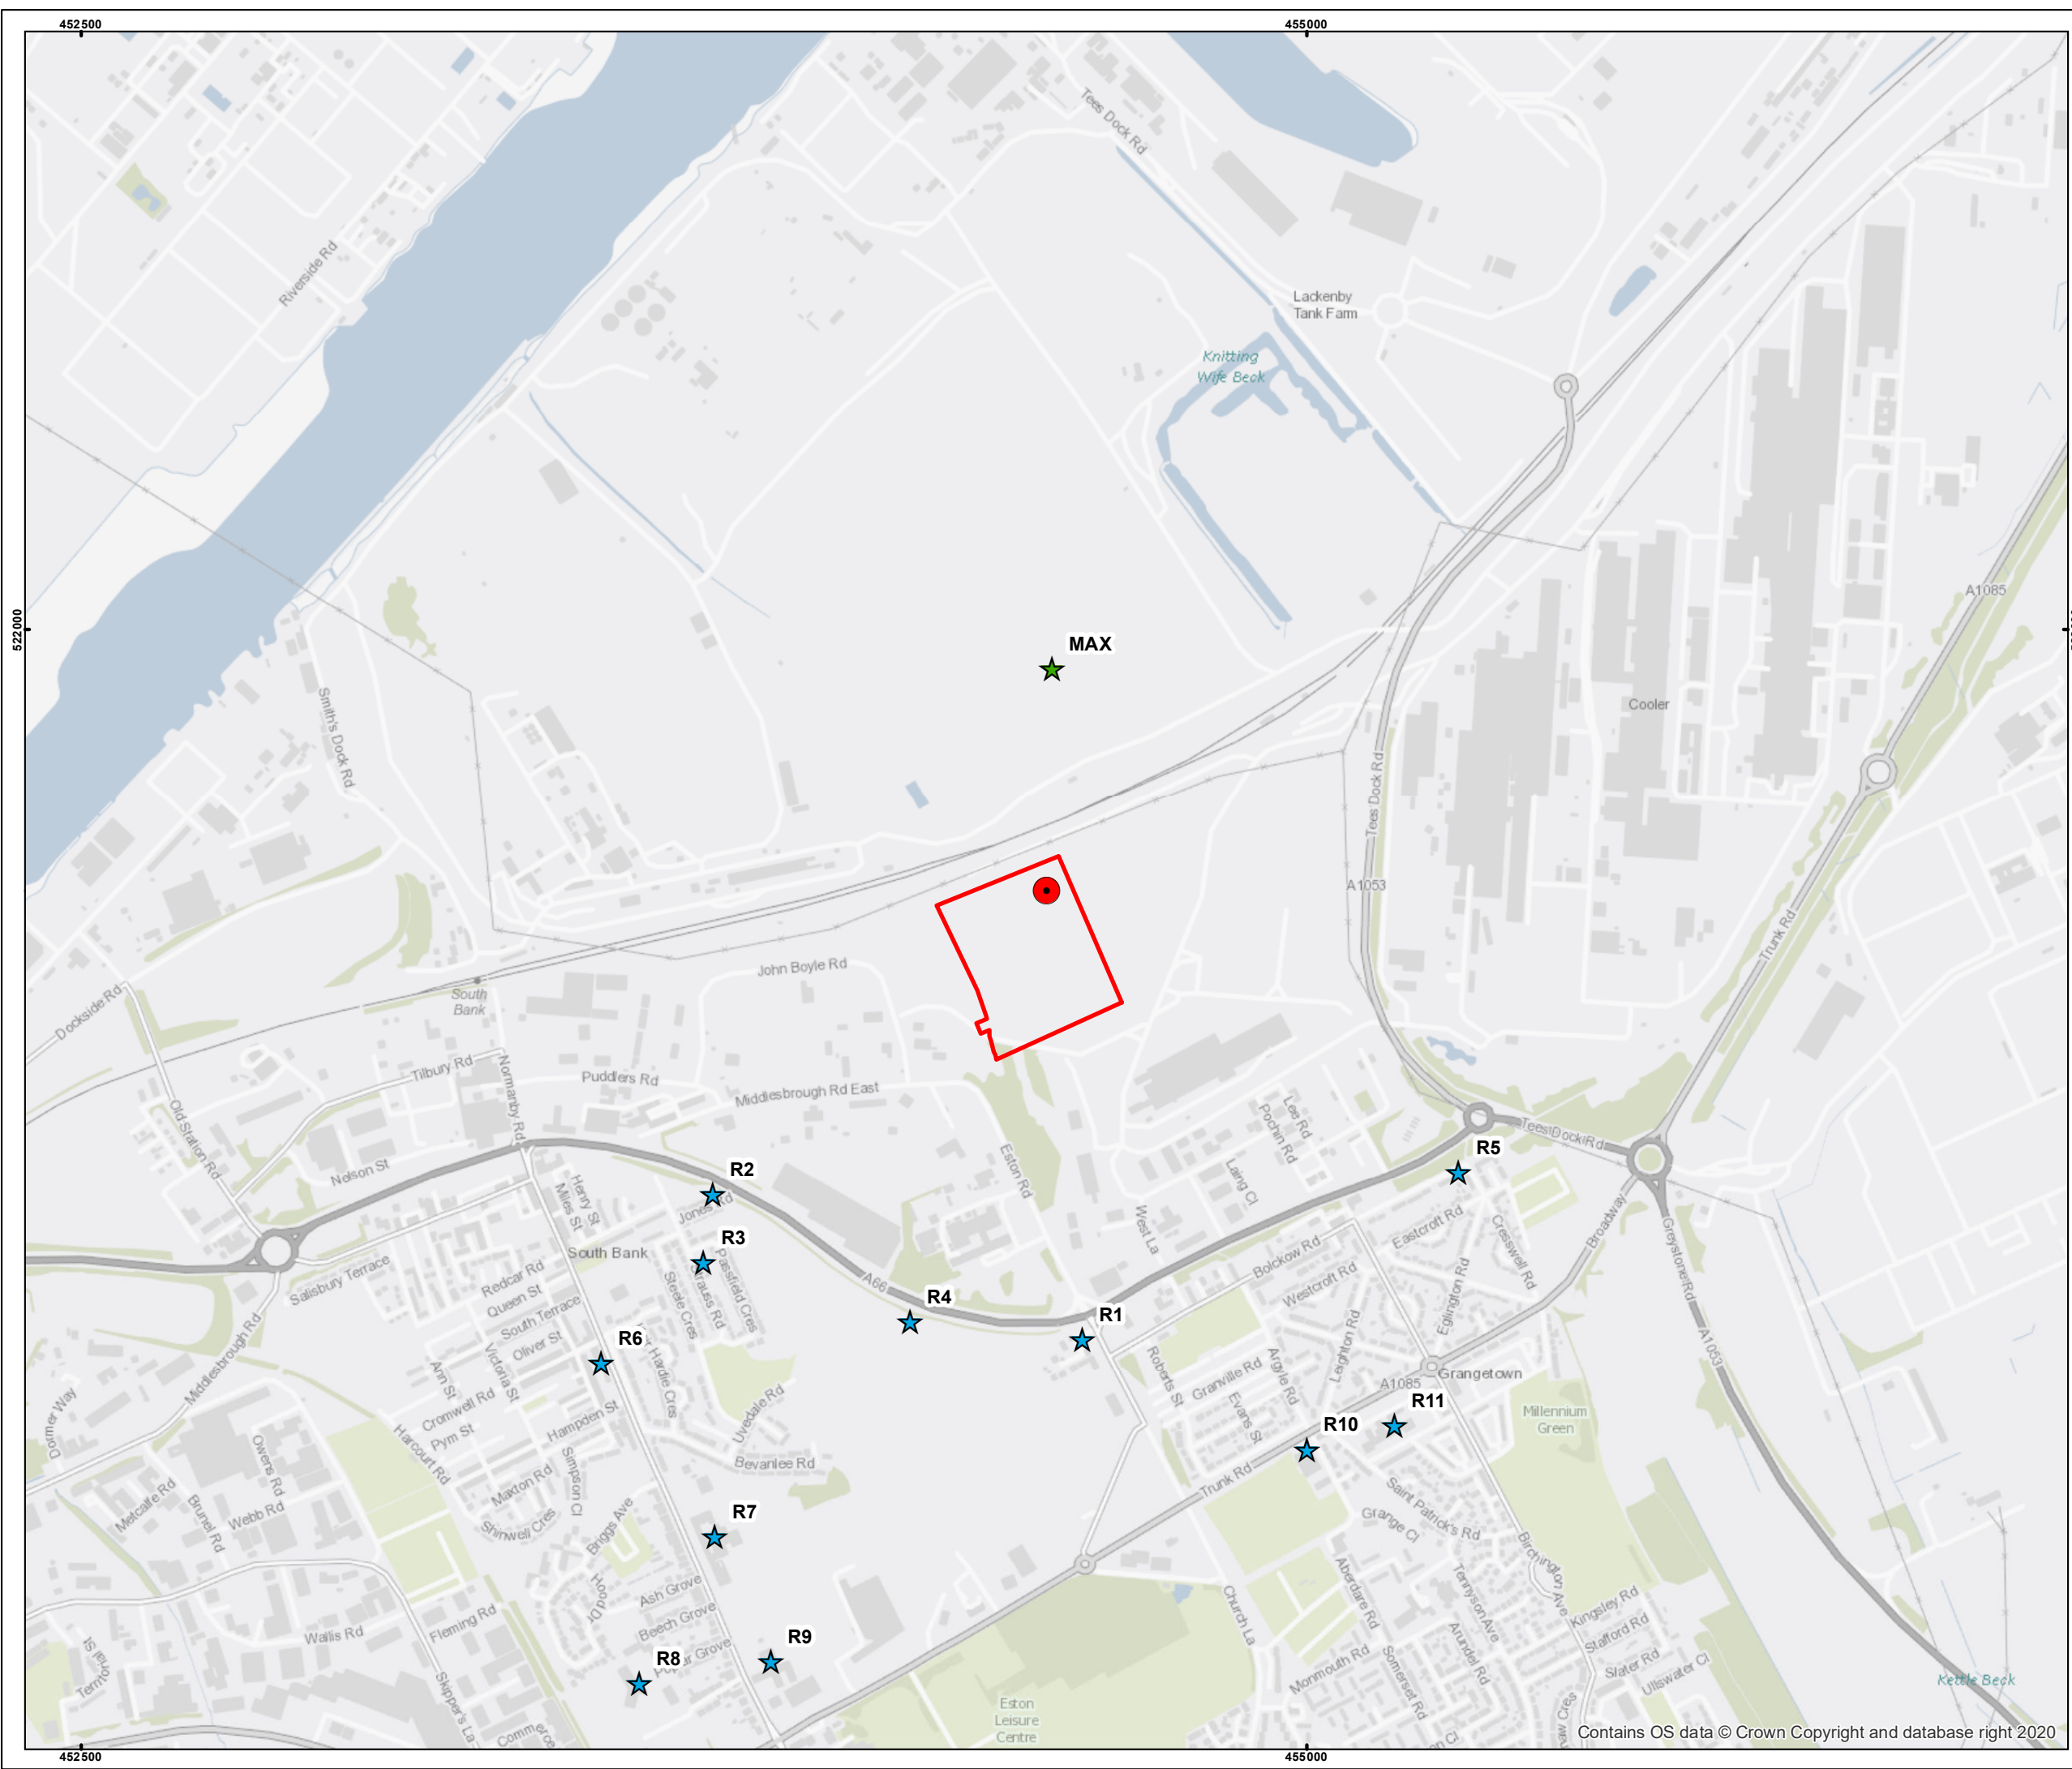 452500
455000
Tees Dock Rd
Riverside Rd
Lackenby
Tank Farm
Knitting
Wife Beck
A1085
522000
MAX
Smith's Dock Rd
Cooler
Tees Dock Rd
A1053
Trunk Rd
John Boyle Rd
South
Bank
Dockside Rd
Tilbury Rd
Puddlers Rd
Middlesbrough Rd East
Normanby Rd
Old Station Rd
Nelson St
Lee Rd
Pochin Rd
Tees Dock Rd
R5
R2
Eston Rd
Laing Cl
Henry St
Miles St
Jones Rd
West La
Eastcroft Rd
Cresswell Rd
Broadway
Greystone Rd
South Bank
R3
Bolckow Rd
Westcroft Rd
Salisbury Terrace
Redcar Rd
Queen St
Steele Cres
Passfield Cres
A66
R4
R1
Eglington Rd
South Terrace
Oliver St
R6
Hardie Cres
Leighton Rd
A1053
Middlesbrough Rd
Victoria St
Ann St
Roberts St
Granville Rd
Argyle Rd
Grangetown
A1085
R11
Millennium
Green
Dormer Way
Cromwell Rd
Pym St
Hampden St
Uvedale Rd
Evans St
R10
Harcourt Rd
Owens Rd
Bevanlee Rd
Simpson Cl
Maxton Rd
Trunk Rd
Metcalfe Rd
Brunel Rd
Webb Rd
Shinwell Cres
Briggs Ave
R7
Saint Patrick's Rd
Grange Cl
Birchington Ave
Hood Dr
Ash Grove
Beech Grove
Aberdare Rd
Tennyson Ave
Church La
Kingsley Rd
Stafford Rd
Wallis Rd
Fleming Rd
R9
R8
Arundel Rd
Monmouth Rd
Somerset Rd
Slater Rd
Ullswater Cl
Skipper's La
Eston
Leisure
Centre
Kettle Beck
Contains OS data © Crown Copyright and database right 2020
452500
455000